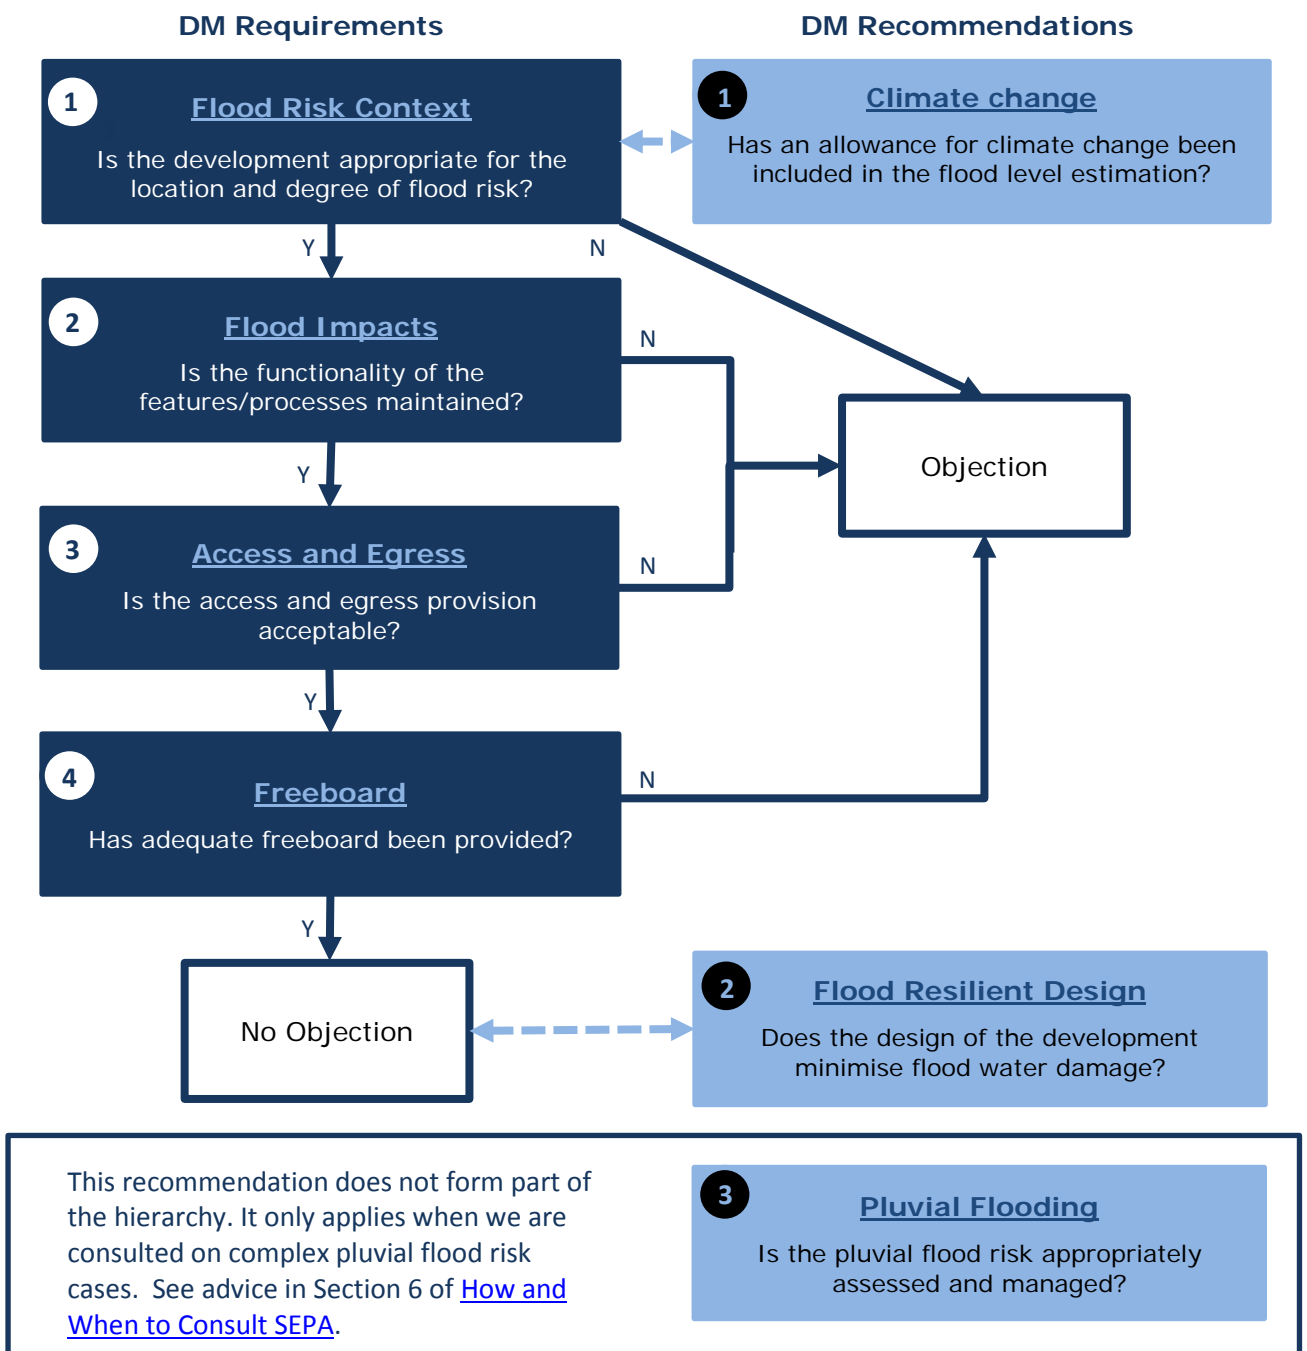 DM Requirements
DM Recommendations
1
Flood Risk Context
Is the development appropriate for the
location and degree of flood risk?
1
Climate change
Has an allowance for climate change been
included in the flood level estimation?
Y
N
2
Flood Impacts
Is the functionality of the
features/processes maintained?
N
Objection
Y
3
Access and Egress
Is the access and egress provision
acceptable?
N
Y
4
Freeboard
Has adequate freeboard been provided?
N
Y
No Objection
2
Flood Resilient Design
Does the design of the development
minimise flood water damage?
This recommendation does not form part of
the hierarchy. It only applies when we are
consulted on complex pluvial flood risk
cases.  See advice in Section 6 of How and
When to Consult SEPA.
3
Pluvial Flooding
Is the pluvial flood risk appropriately
assessed and managed?